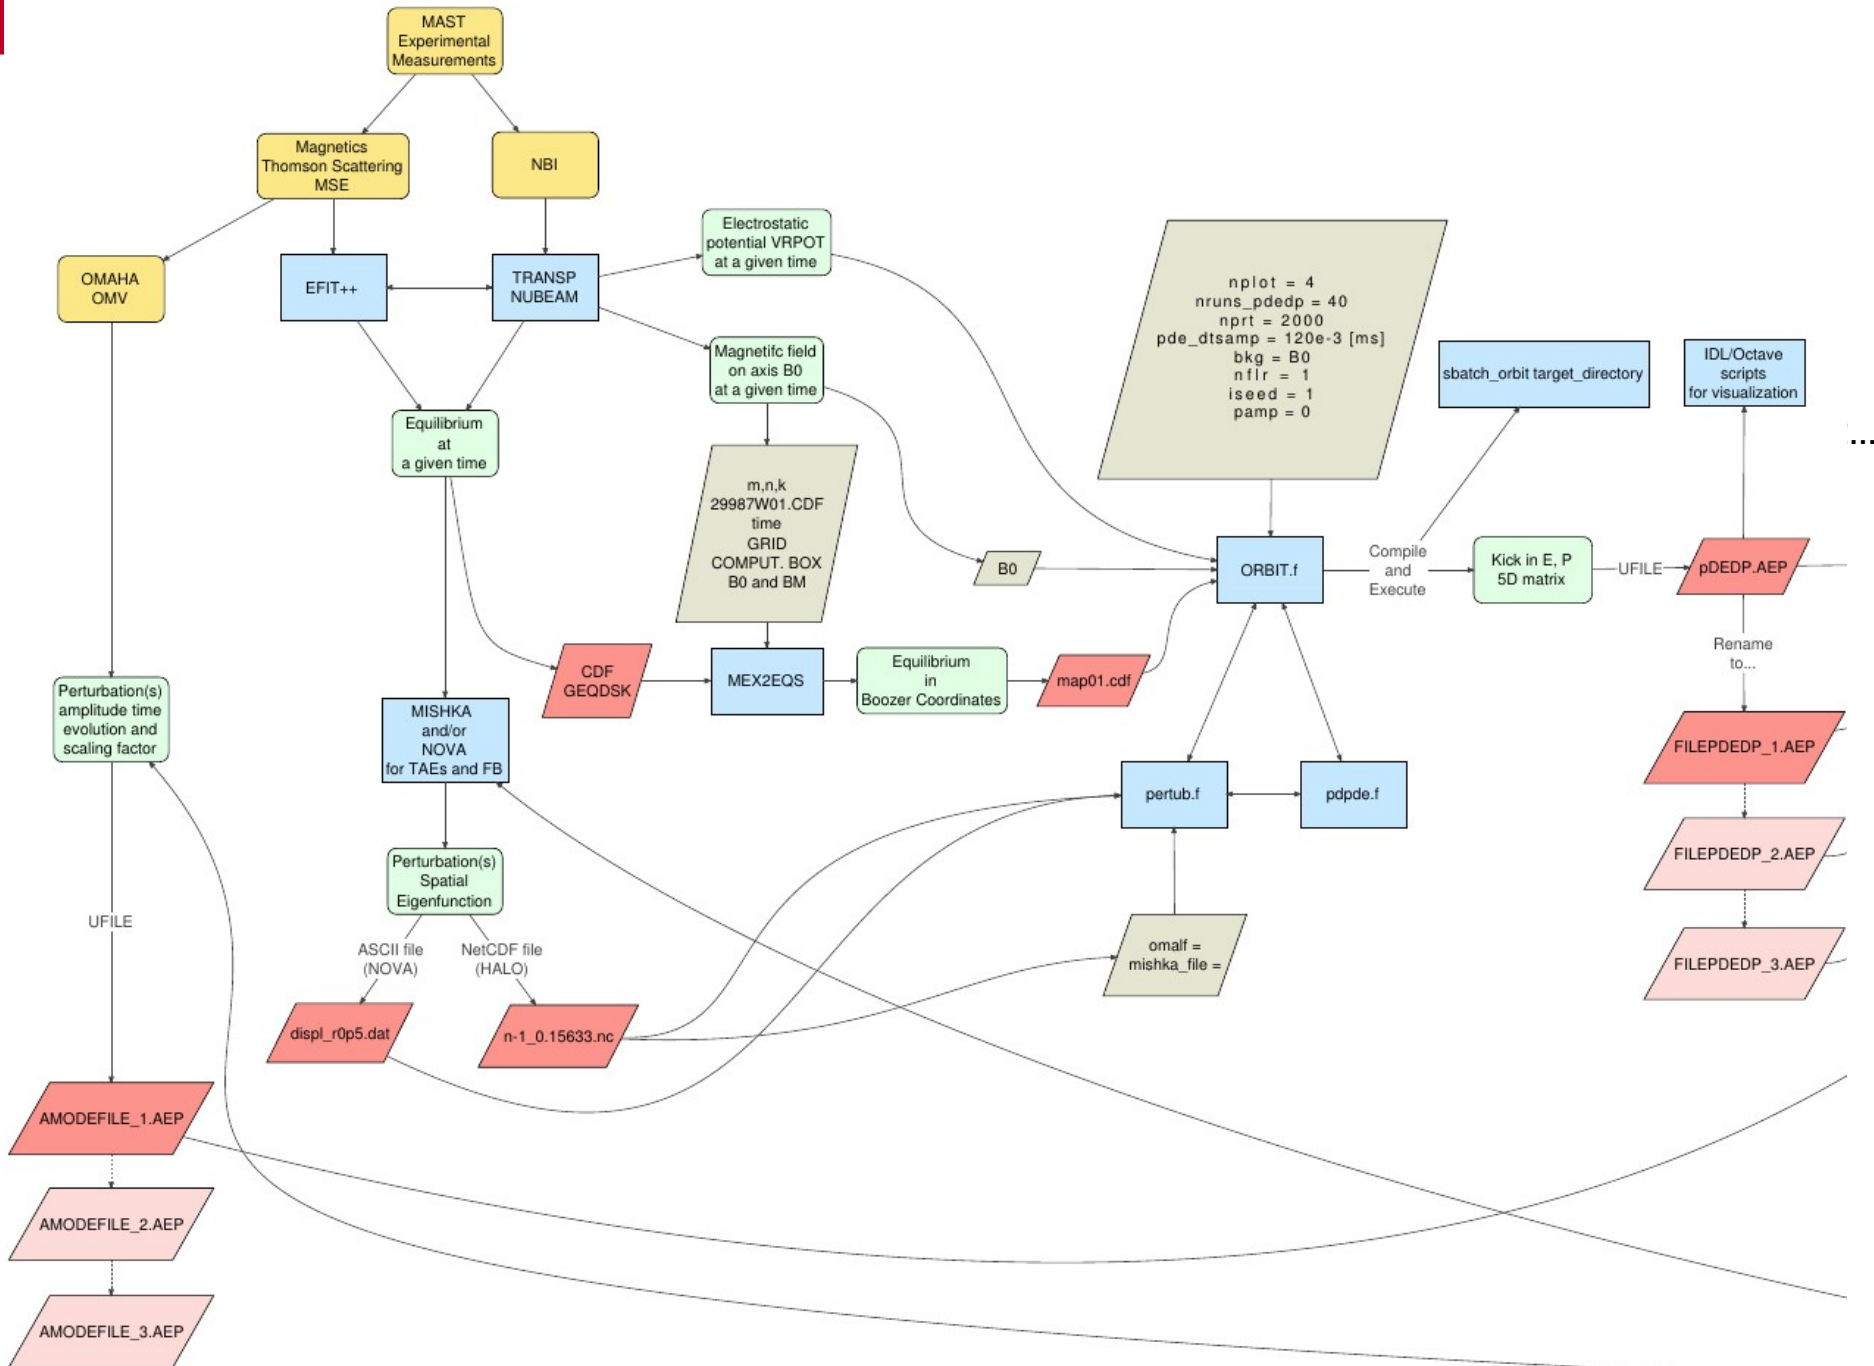 MAST
Experimental
Measurements
Magnetics
Thomson Scattering
MSE
NBI
OMAHA
OMV
EFIT++
TRANSP
NUBEAM
Electrostatic
potential VRPOT
at a given time
Magnetifc field
on axis B0
at a given time
Equilibrium
at
a given time
m,n,k
29987W01.CDF
time
GRID
COMPUT. BOX
B0 and BM
B0
nplot = 4
nruns_pdedp = 40
nprt = 2000
pde_dtsamp = 120e-3 [ms]
bkg = B0
nflr = 1
iseed = 1
pamp = 0
sbatch_orbit target_directory
IDL/Octave
scripts
for visualization
...
ORBIT.f
Compile
and
Execute
Kick in E, P
5D matrix
UFILE
pDEDP.AEP
Rename
to...
CDF
GEQDSK
MEX2EQS
Equilibrium
in
Boozer Coordinates
map01.cdf
Perturbation(s)
amplitude time
evolution and
scaling factor
MISHKA
and/or
NOVA
for TAEs and FB
FILEPDEDP_1.AEP
pertub.f
pdpde.f
FILEPDEDP_2.AEP
Perturbation(s)
Spatial
Eigenfunction
UFILE
ASCII file
(NOVA)
NetCDF file
(HALO)
omalf =
mishka_file =
FILEPDEDP_3.AEP
displ_r0p5.dat
n-1_0.15633.nc
AMODEFILE_1.AEP
AMODEFILE_2.AEP
AMODEFILE_3.AEP